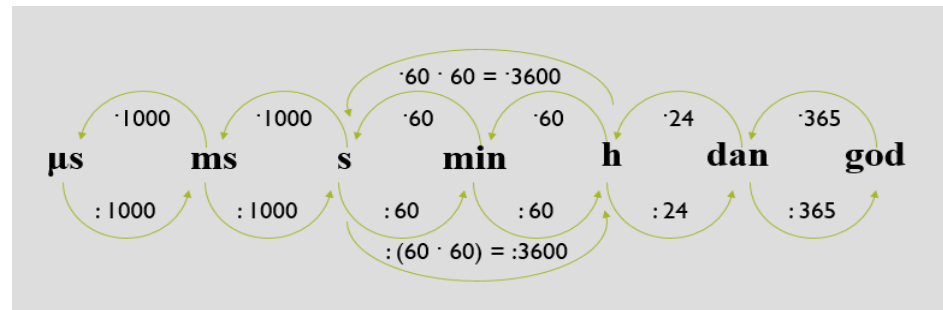 ·60 · 60 = ·3600
·1000 ·1000 ·60 ·60 ·24 ·365
μs ms s min h dan god
: 1000 : 1000 : 60 : 60 : 24 : 365
: (60 · 60) = :3600